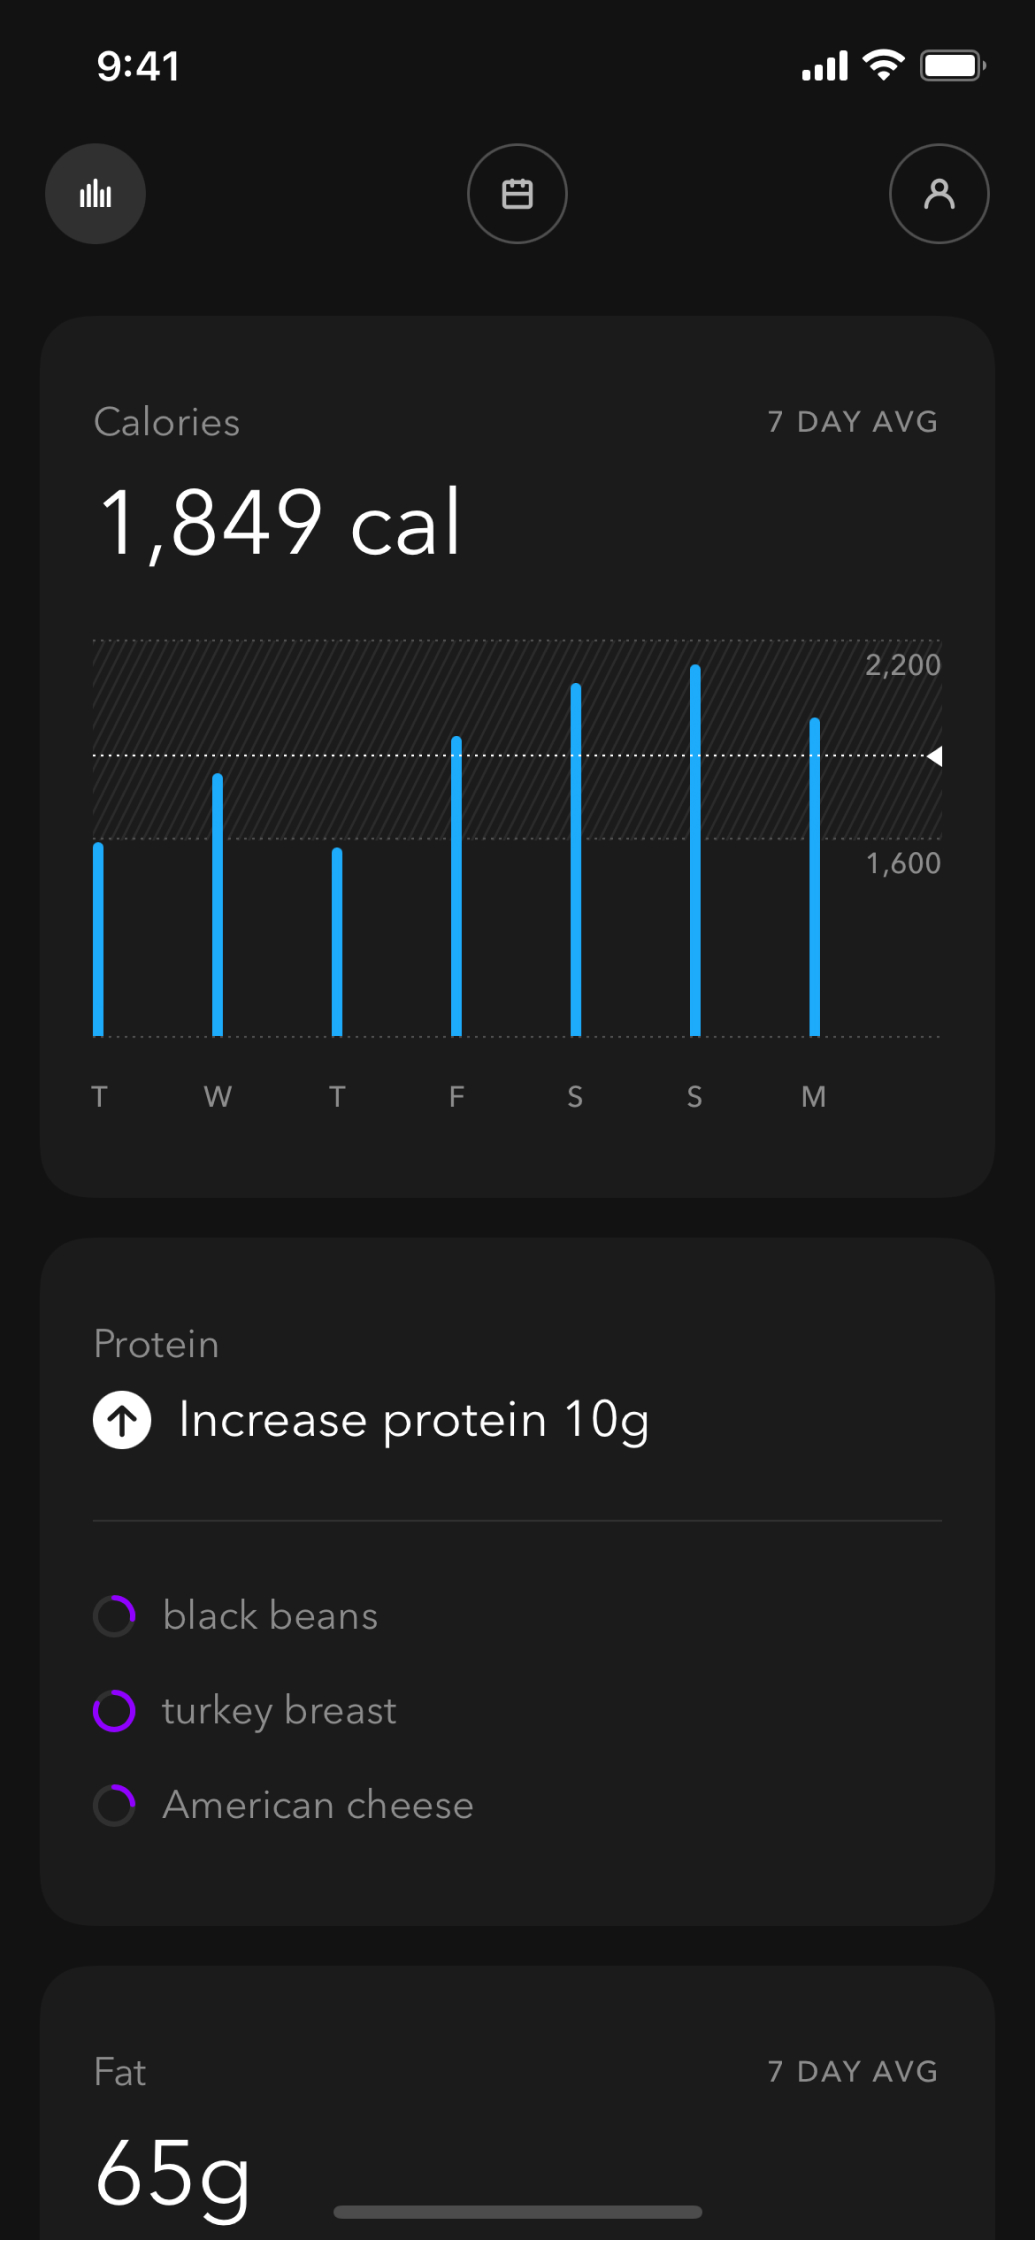 9:41
Calories
7 DAY AVG
1,849 cal
2,200
1,600
T W T F S S M
Protein
Increase protein 10g
black beans
turkey breast
American cheese
Fat
7 DAY AVG
65g